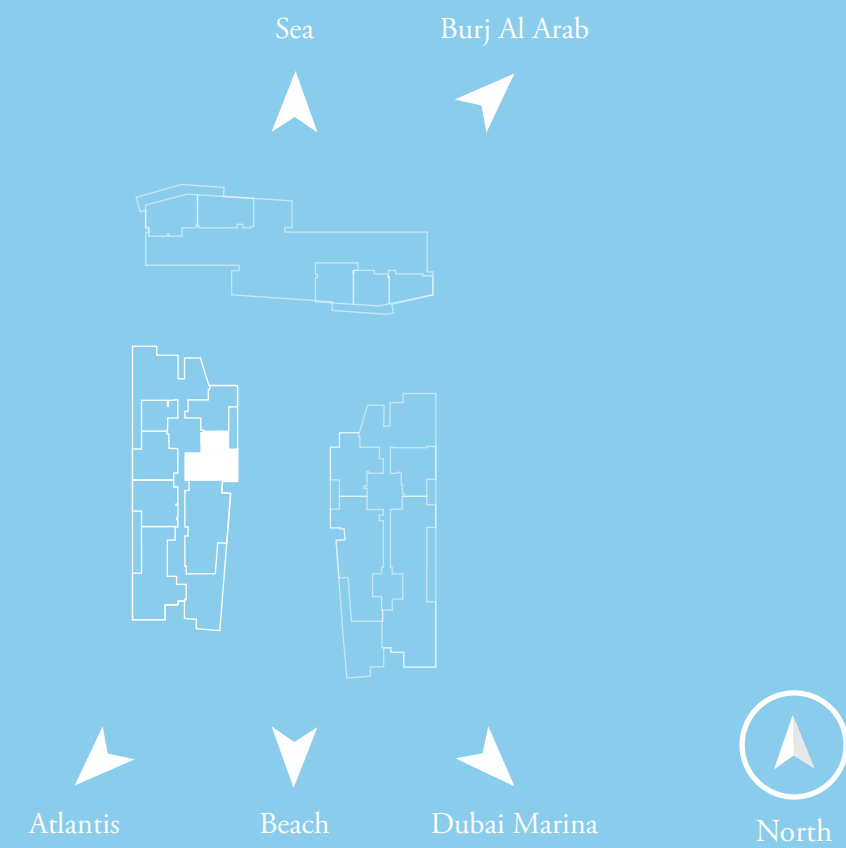 Sea
Burj Al Arab
Atlantis
Beach
Dubai Marina
North